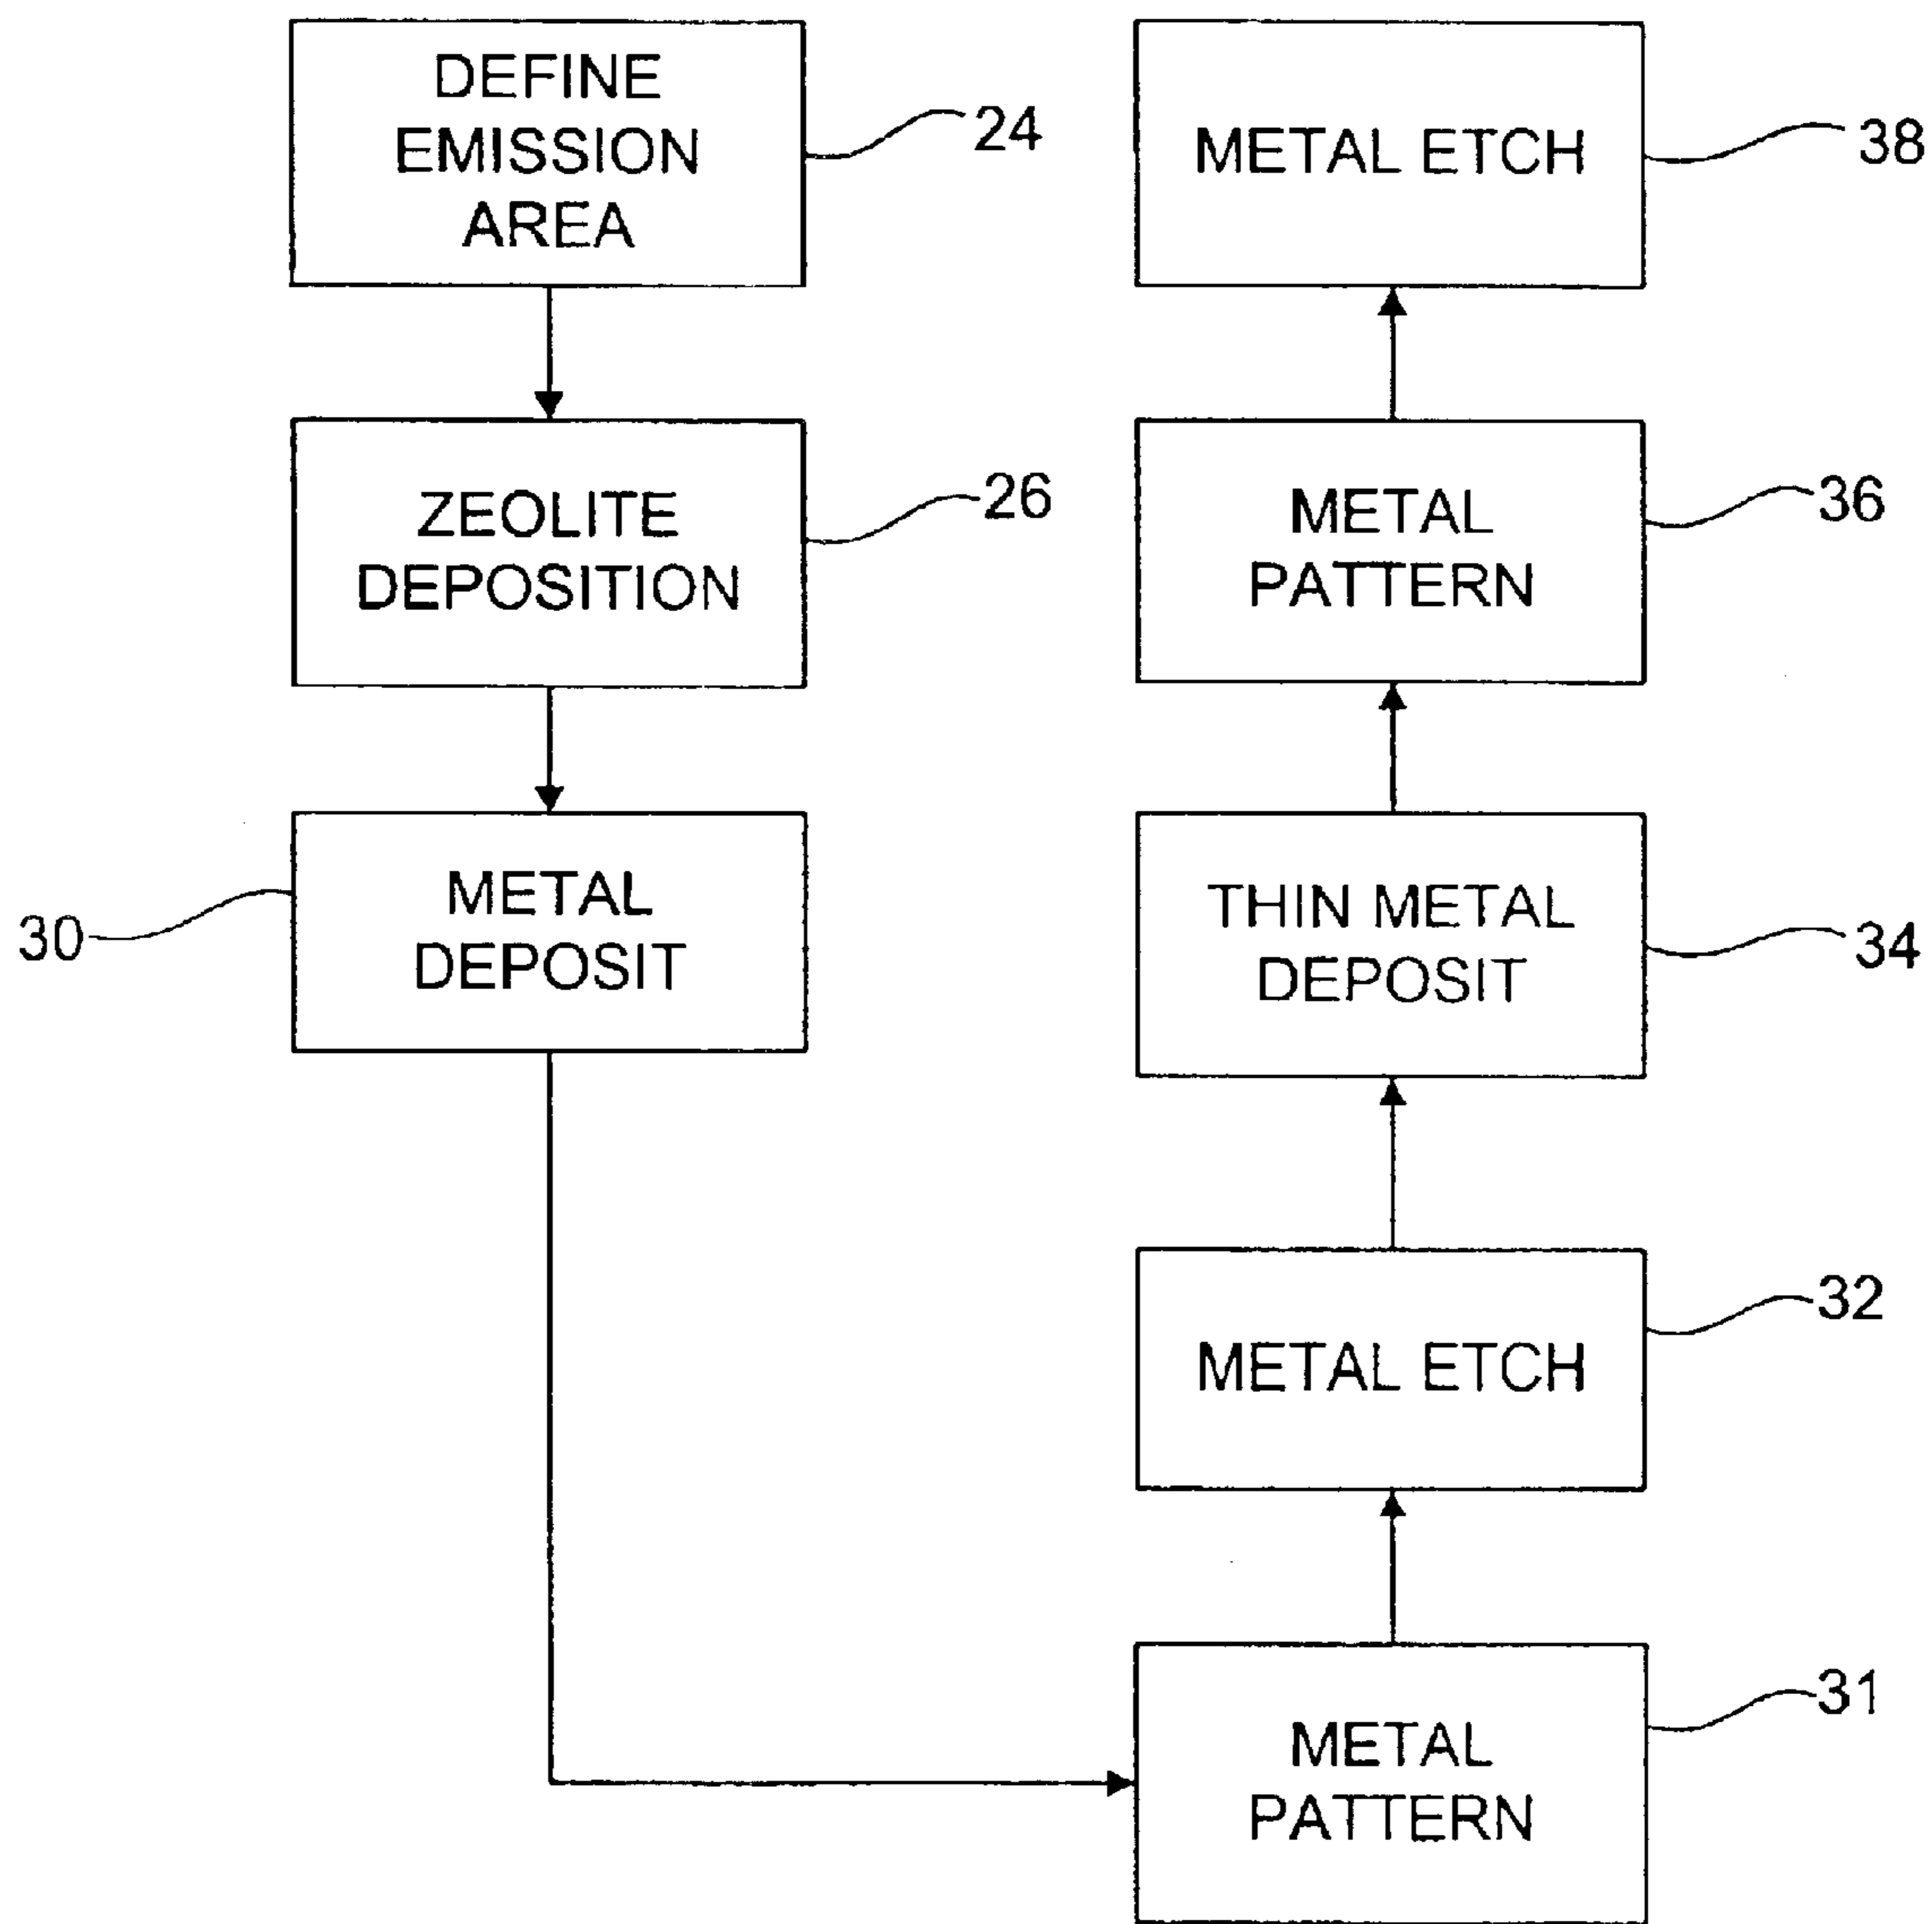 DEFINE
EMISSION
AREA
24
ZEOLITE
DEPOSITION
26
METAL
DEPOSIT
30
METAL
PATTERN
31
METAL ETCH
32
THIN METAL
DEPOSIT
34
METAL
PATTERN
36
METAL ETCH
38